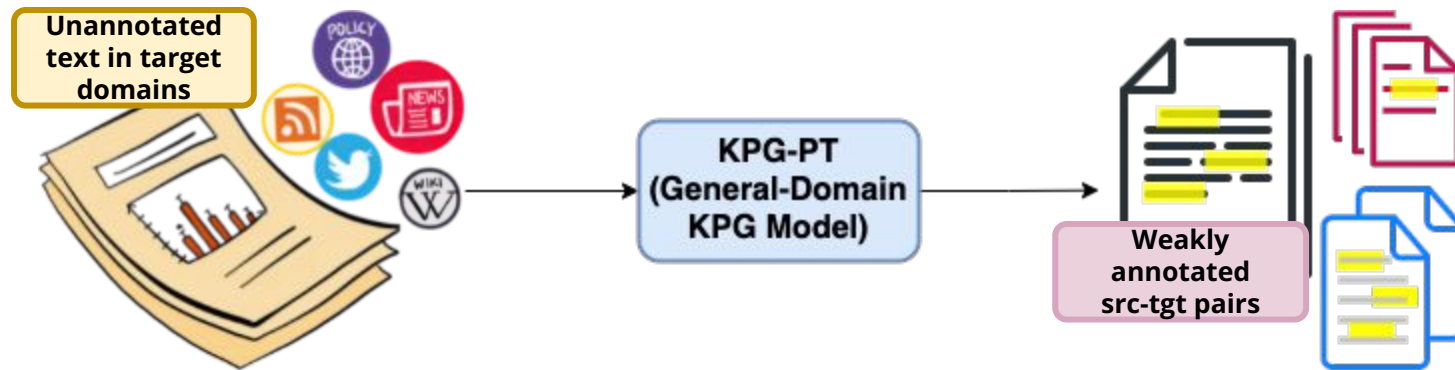 Unannotated
text in target
domains
POLICY
NEWS
WIKI
W
KPG-PT
(General-Domain
KPG Model)
Weakly
annotated
src-tgt pairs